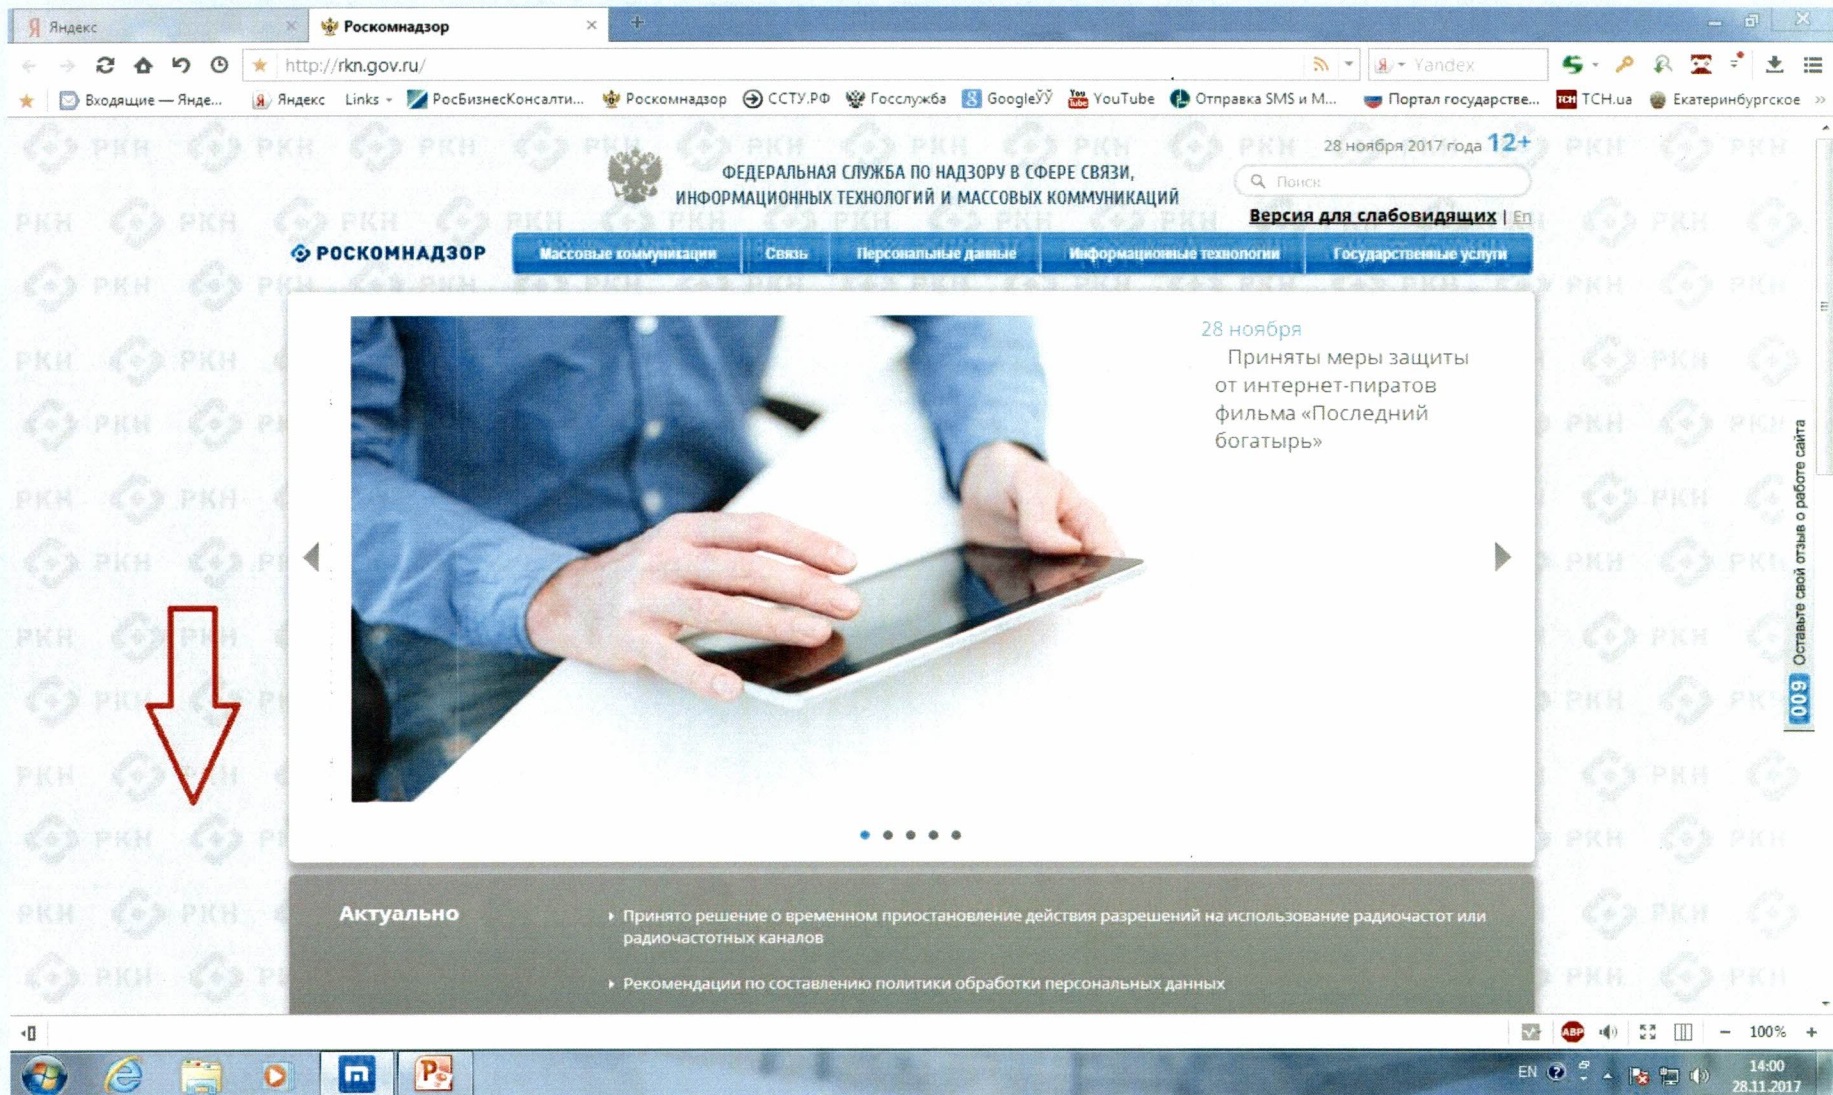 Яндекс
Роскомнадзор
http://rkn.gov.ru/
Yandex
Входящие — Янде...
Яндекс
Links
РосБизнесКонсалти...
Роскомнадзор
ССТУ.РФ
Госслужба
GoogleЎЎ
YouTube
Отправка SMS и М...
Портал государстве...
ТСН.ua
Екатеринбургское
28 ноября 2017 года 12+
ФЕДЕРАЛЬНАЯ СЛУЖБА ПО НАДЗОРУ В СФЕРЕ СВЯЗИ,
ИНФОРМАЦИОННЫХ ТЕХНОЛОГИЙ И МАССОВЫХ КОММУНИКАЦИЙ
Поиск
Версия для слабовидящих | En
РОСКОМНАДЗОР
Массовые коммуникации
Связь
Персональные данные
Информационные технологии
Государственные услуги
28 ноября
Приняты меры защиты
от интернет-пиратов
фильма «Последний
богатырь»
Оставьте свой отзыв о работе сайта
009
Актуально
Принято решение о временном приостановление действия разрешений на использование радиочастот или
радиочастотных каналов
Рекомендации по составлению политики обработки персональных данных
ABP
100%
EN
14:00
28.11.2017
РКН